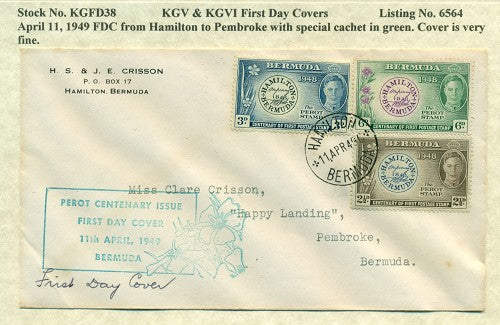 Stock No. KGFD38 KGV & KGVI First Day Covers Listing No. 6564
April 11, 1949 FDC from Hamilton to Pembroke with special cachet in green. Cover is very
fine.
H. S. & J. E. CRISSON
P. O. BOX 17
HAMILTON, BERMUDA
BERMUDA
1948
HAMILTON
BERMUDA
THE
PEROT
STAMP
3D
CENTENARY OF FIRST POSTAGE STAMP
BERMUDA
1948
HAMILTON
BERMUDA
THE
PEROT
STAMP
CENTENARY OF FIRST POSTAGE STAMP
6D
HAMILTON
11 APR 49
BERMUDA
BERMUDA
1948
HAMILTON
BERMUDA
THE
PEROT
STAMP
CENTENARY OF FIRST POSTAGE STAMP
Miss Clare Crisson,
"Happy Landing",
Pembroke,
Bermuda.
PEROT CENTENARY ISSUE
FIRST DAY COVER
11th APRIL, 1949
BERMUDA
First Day Cover